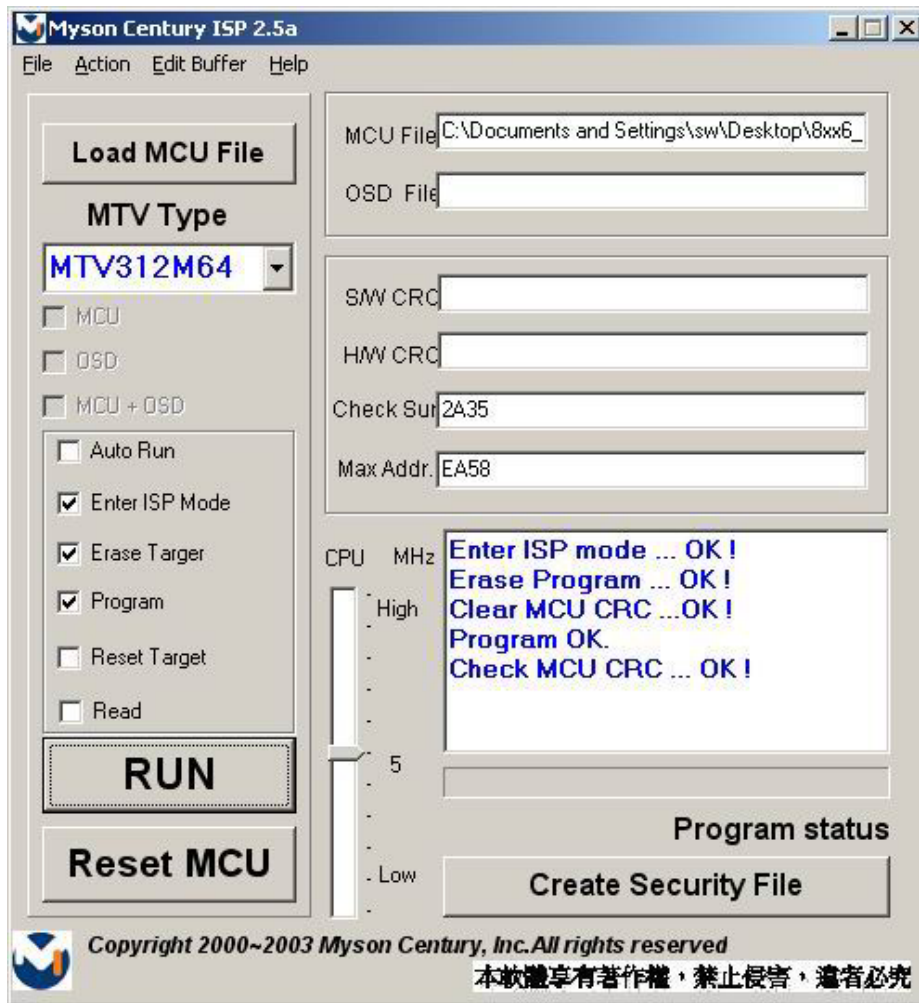 Myson Century ISP 2.5a
File Action Edit Buffer Help
Load MCU File
MTV Type
MTV312M64
MCU
OSD
MCU + OSD
Auto Run
Enter ISP Mode
Erase Targer
Program
Reset Target
Read
RUN
Reset MCU
MCU File C:\Documents and Settings\sw\Desktop\8xx6_
OSD File
S/W CRC
H/W CRC
Check Sur 2A35
Max Addr. EA58
CPU MHz
High
5
Low
Enter ISP mode ... OK !
Erase Program ... OK !
Clear MCU CRC ...OK !
Program OK.
Check MCU CRC ... OK !
Program status
Create Security File
Copyright 2000~2003 Myson Century, Inc.All rights reserved
本軟體享有著作權，禁止侵害，違者必究